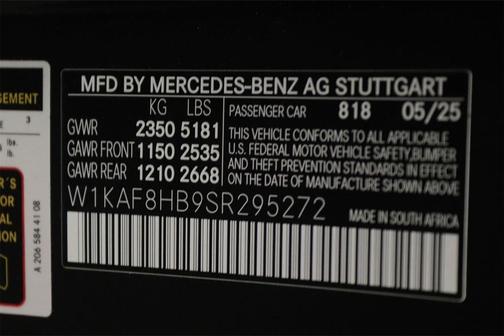 MFD BY MERCEDES-BENZ AG STUTTGART
KG LBS
GVWR 2350 5181
GAWR FRONT 1150 2535
GAWR REAR 1210 2668
PASSENGER CAR 818 05/25
THIS VEHICLE CONFORMS TO ALL APPLICABLE
U.S. FEDERAL MOTOR VEHICLE SAFETY, BUMPER
AND THEFT PREVENTION STANDARDS IN EFFECT
ON THE DATE OF MANUFACTURE SHOWN ABOVE
W1KAF8HB9SR295272
MADE IN SOUTH AFRICA
3
lb.
A 206 584 41 08